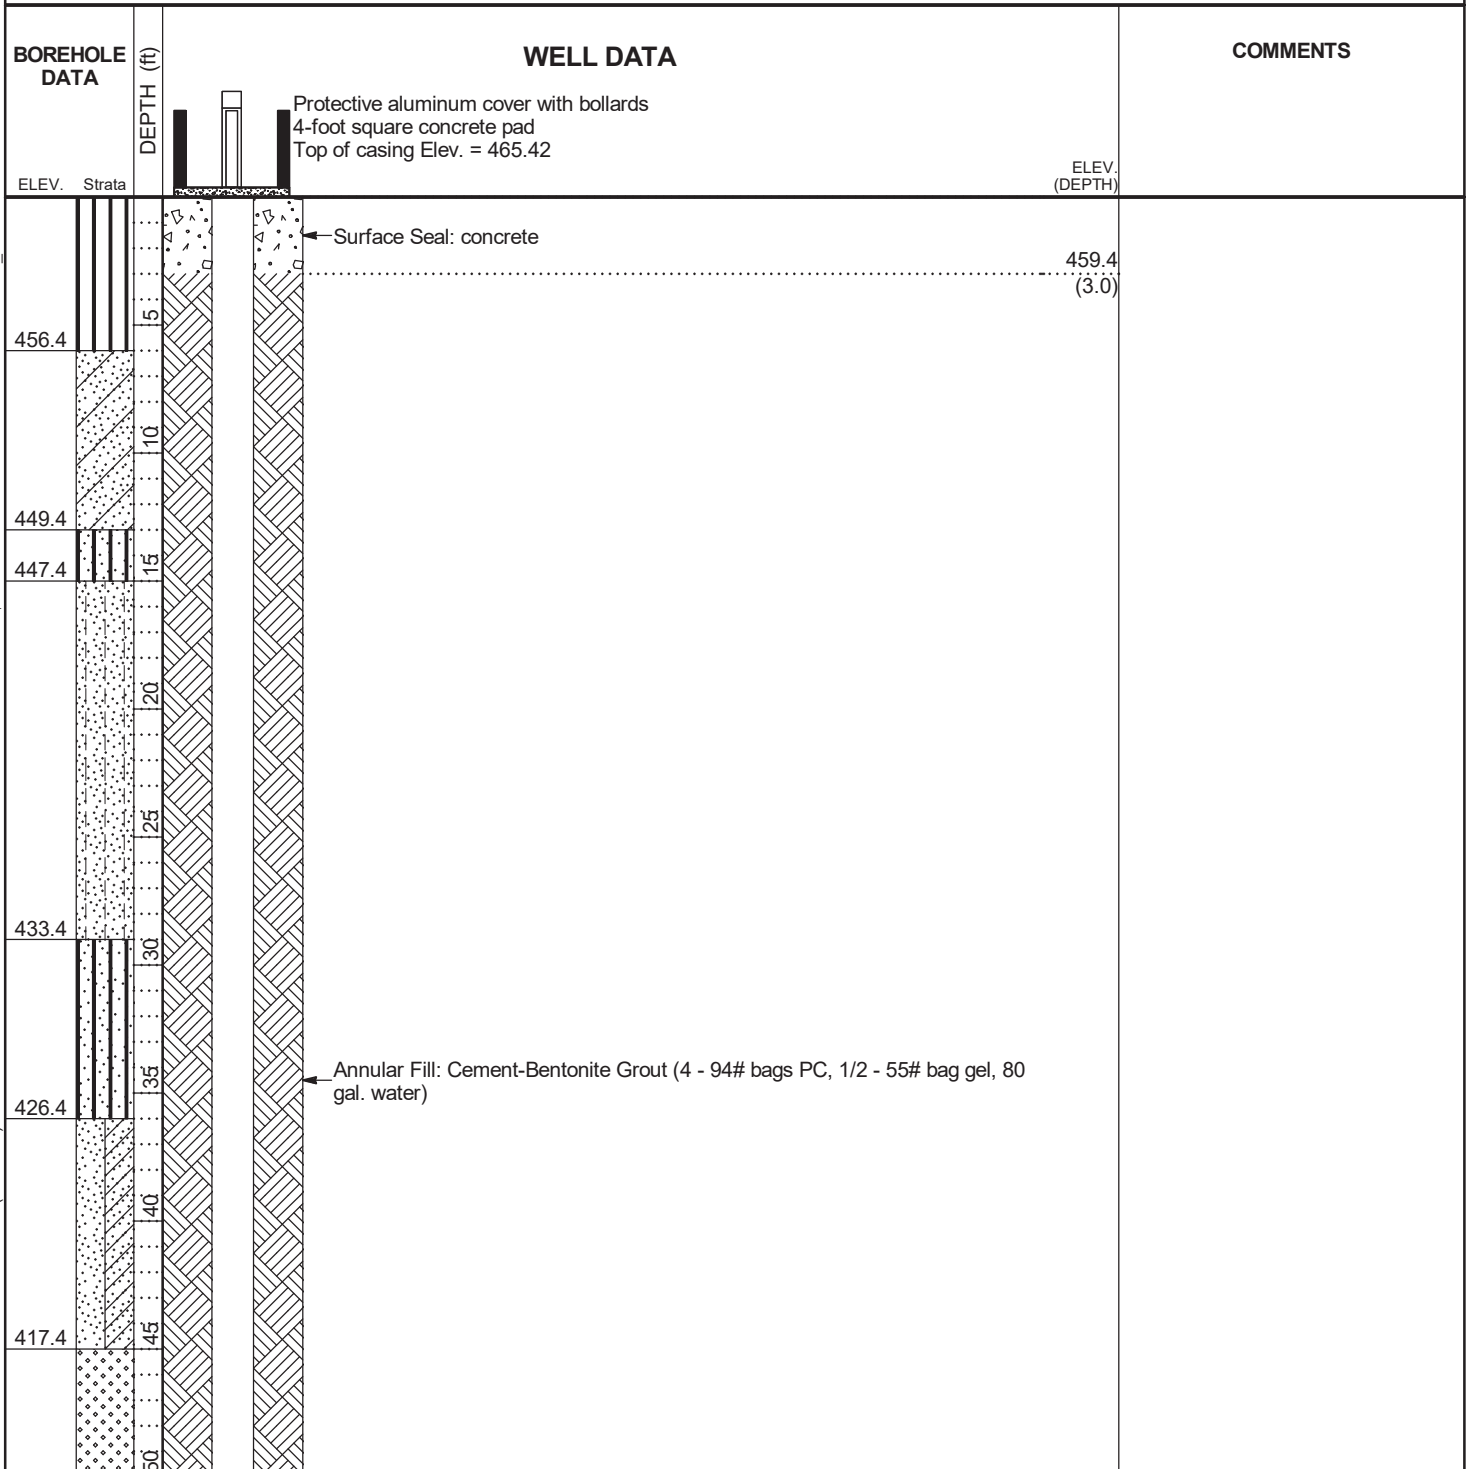 BOREHOLE
DATA
DEPTH (ft)
WELL DATA
COMMENTS
Protective aluminum cover with bollards
4-foot square concrete pad
Top of casing Elev. = 465.42
ELEV.
(DEPTH)
ELEV. Strata
Surface Seal: concrete
459.4
(3.0)
5
456.4
10
449.4
15
447.4
20
25
433.4
30
Annular Fill: Cement-Bentonite Grout (4 - 94# bags PC, 1/2 - 55# bag gel, 80
gal. water)
35
426.4
40
417.4
45
50